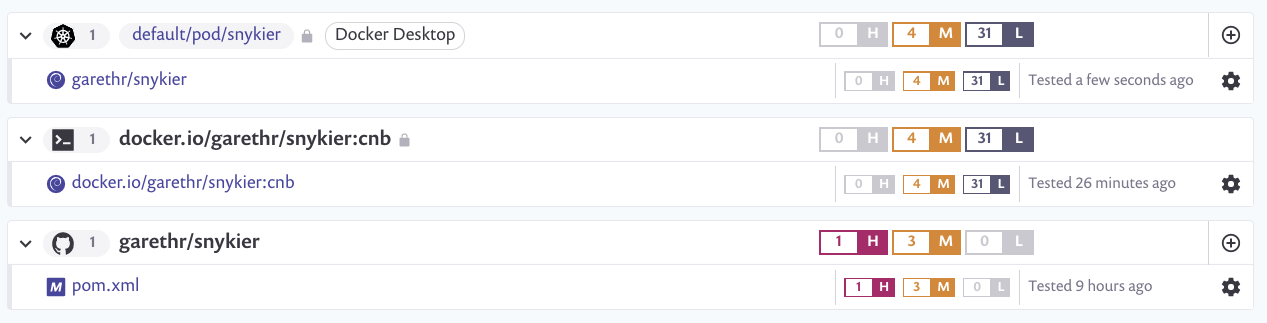 1 default/pod/snykier Docker Desktop 0 H 4 M 31 L
garethr/snykier 0 H 4 M 31 L Tested a few seconds ago
>_ 1 docker.io/garethr/snykier:cnb 0 H 4 M 31 L
docker.io/garethr/snykier:cnb 0 H 4 M 31 L Tested 26 minutes ago
1 garethr/snykier 1 H 3 M 0 L
M pom.xml 1 H 3 M 0 L Tested 9 hours ago